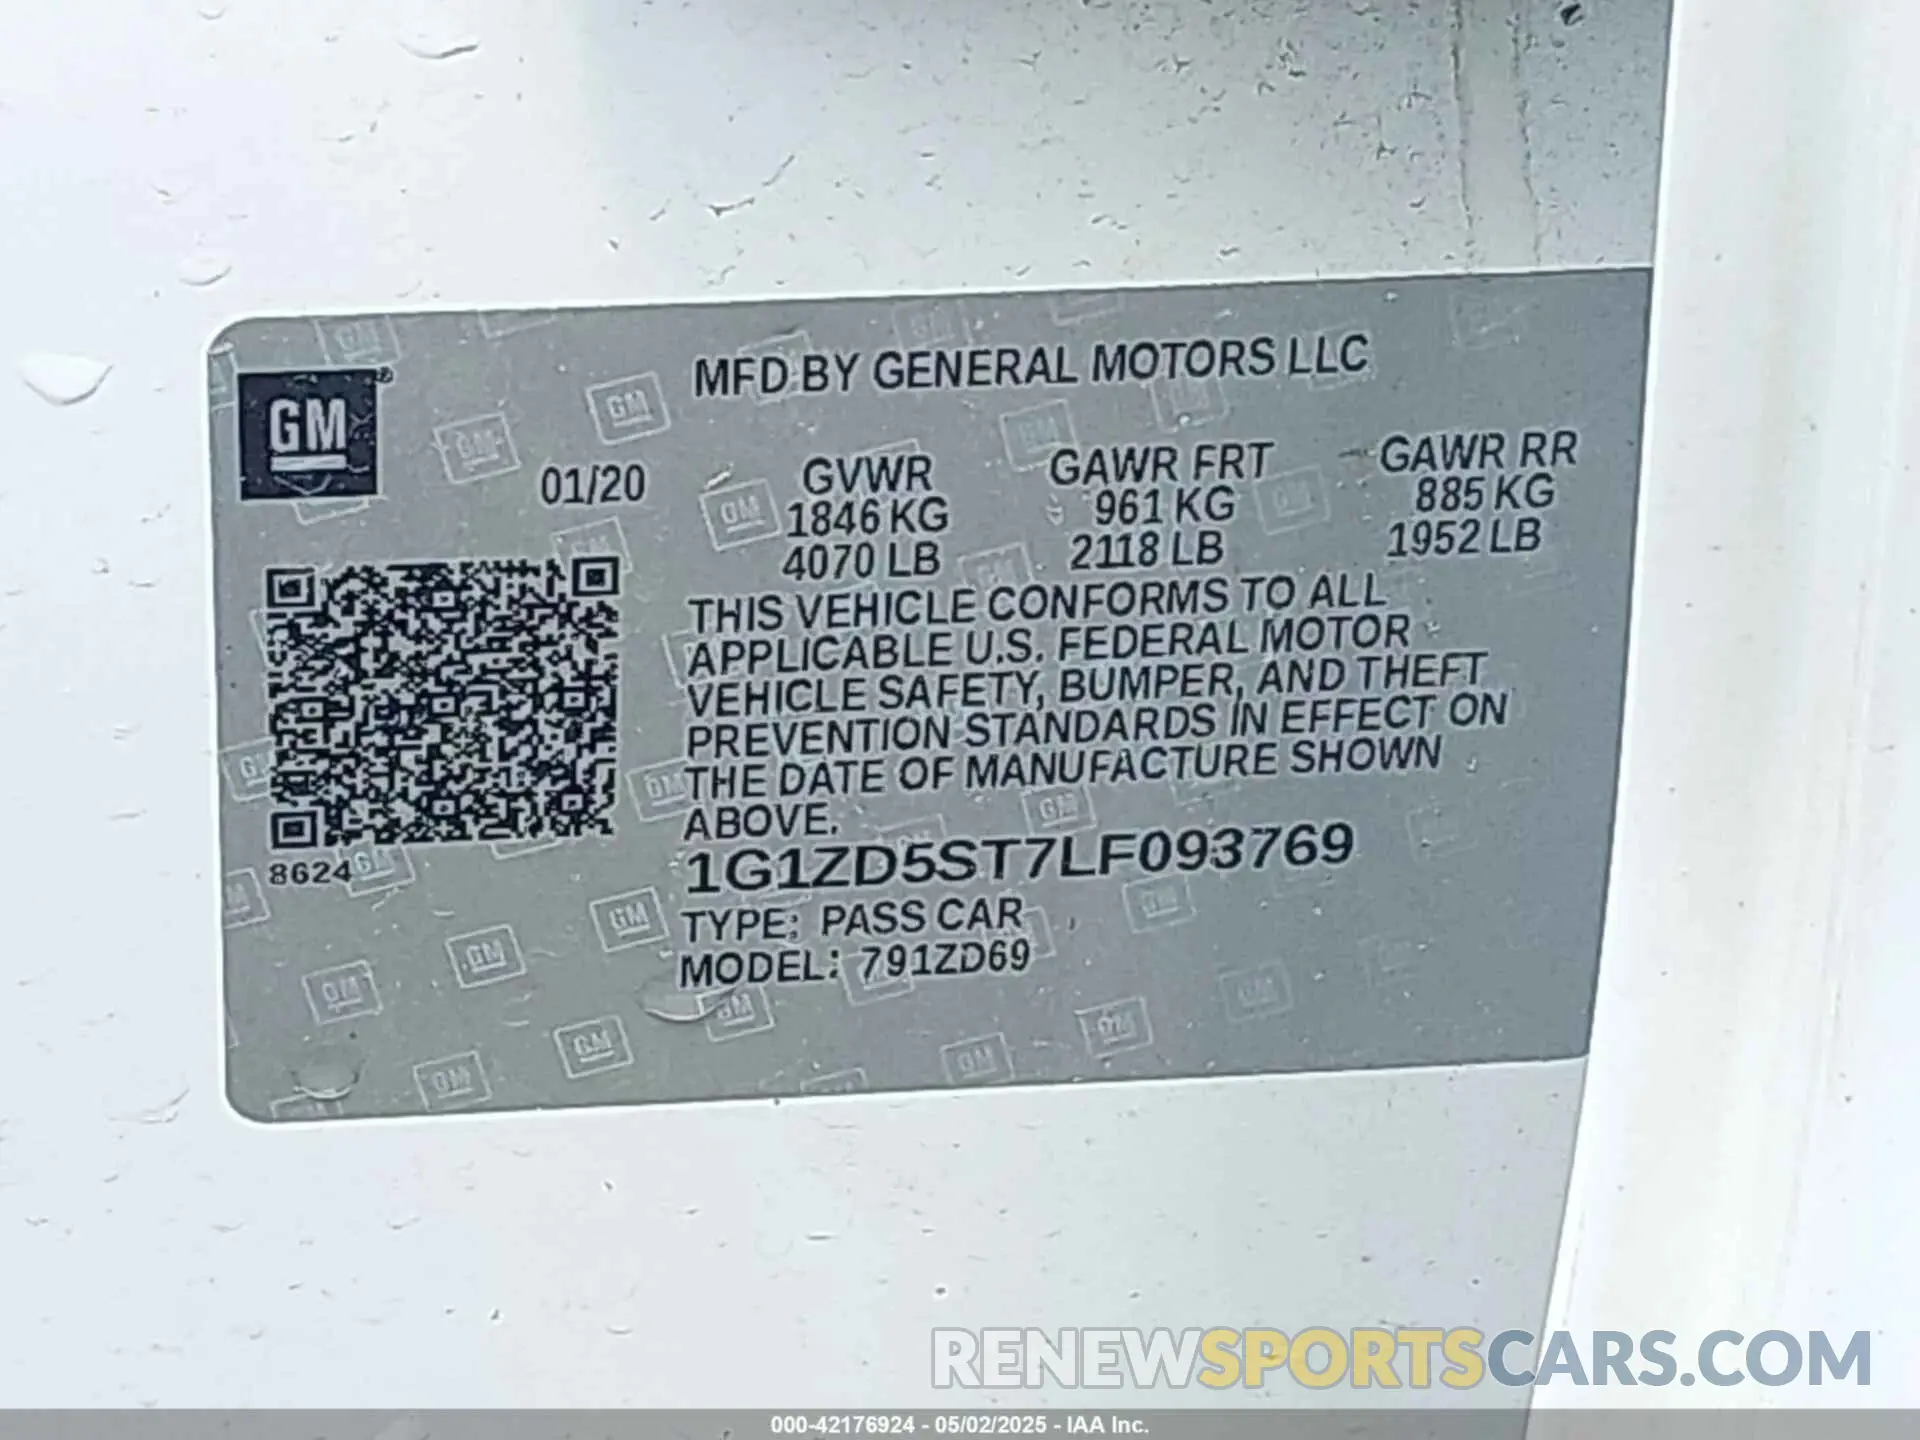 MFD BY GENERAL MOTORS LLC
GM
01/20
GVWR
1846 KG
4070 LB
GAWR FRT
961 KG
2118 LB
GAWR RR
885 KG
1952 LB
THIS VEHICLE CONFORMS TO ALL
APPLICABLE U.S. FEDERAL MOTOR
VEHICLE SAFETY, BUMPER, AND THEFT
PREVENTION STANDARDS IN EFFECT ON
THE DATE OF MANUFACTURE SHOWN
ABOVE.
8624
1G1ZD5ST7LF093769
TYPE: PASS CAR
MODEL: 791ZD69
RENEWSPORTSCARS.COM
000-42176924 - 05/02/2025 - IAA Inc.